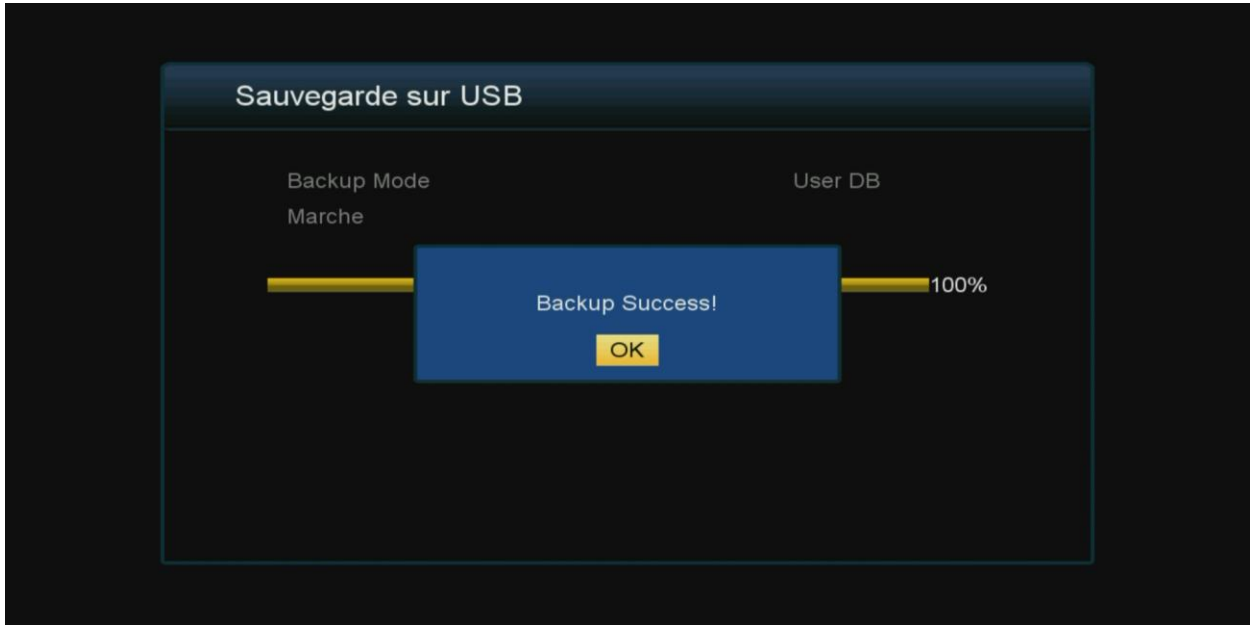 Sauvegarde sur USB
Backup Mode User DB
Marche
100%
Backup Success!
OK